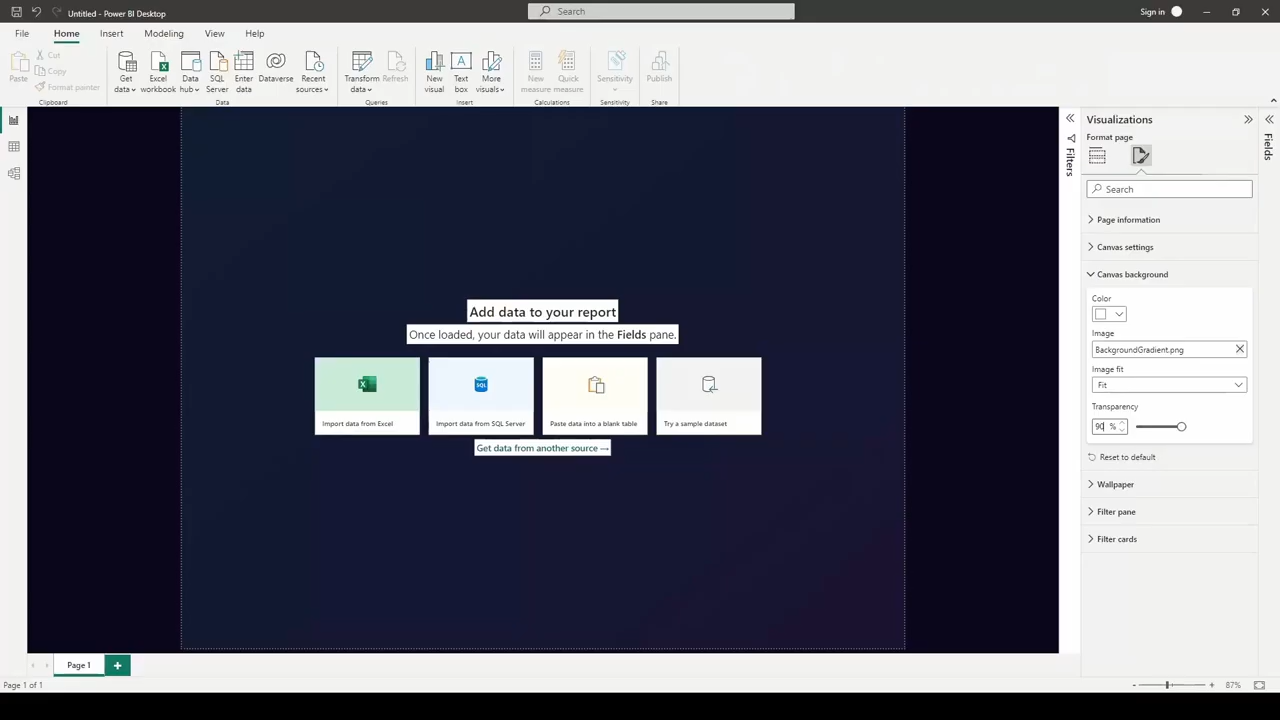 Untitled - Power BI Desktop
Search
Sign in
File Home Insert Modeling View Help
Paste
Cut
Copy
Format painter
Clipboard
Get data
Excel workbook
Data hub
SQL Server
Enter data
Dataverse
Recent sources
Data
Transform data
Refresh
Queries
New visual
Text box
More visuals
Insert
New measure
Quick measure
Calculations
Sensitivity
Sensitivity
Publish
Share
Add data to your report
Once loaded, your data will appear in the Fields pane.
Import data from Excel
SQL
Import data from SQL Server
Paste data into a blank table
Try a sample dataset
Get data from another source →
Filters
Visualizations
Format page
Search
Page information
Canvas settings
Canvas background
Color
Image
BackgroundGradient.png
Image fit
Fit
Transparency
90 %
Reset to default
Wallpaper
Filter pane
Filter cards
Fields
Page 1
Page 1 of 1
- + 87%